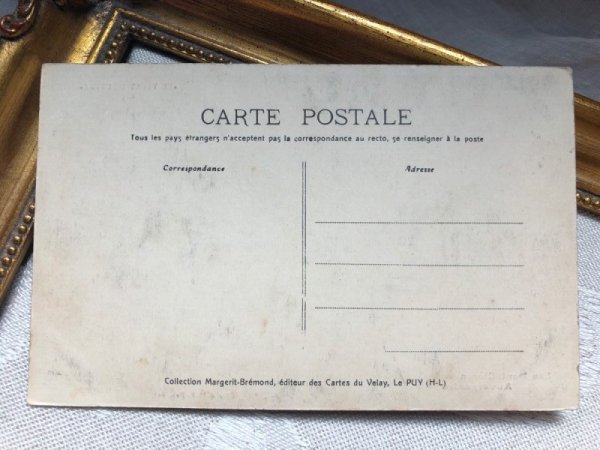 CARTE POSTALE
Tous les pays étrangers n'acceptent pas la correspondance au recto, se renseigner à la poste
Correspondance
Adresse
Collection Margerit-Brémond, éditeur des Cartes du Velay, Le PUY (H-L)